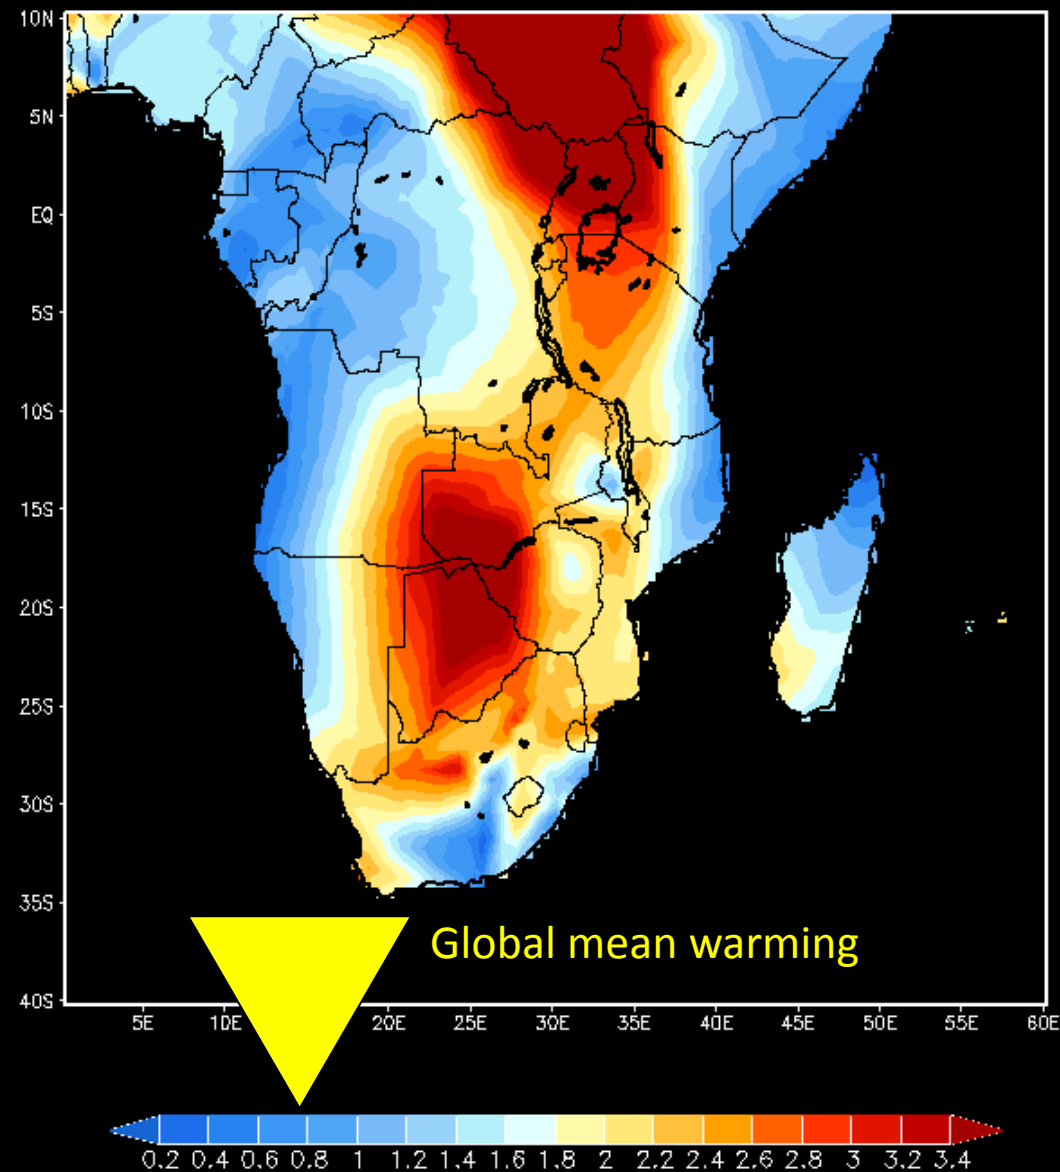 10N
5N
EQ
5S
10S
15S
20S
25S
30S
35S
40S
Global mean warming
5E 10E 20E 25E 30E 35E 40E 45E 50E 55E 60E
0.2 0.4 0.6 0.8 1 1.2 1.4 1.6 1.8 2 2.2 2.4 2.6 2.8 3 3.2 3.4